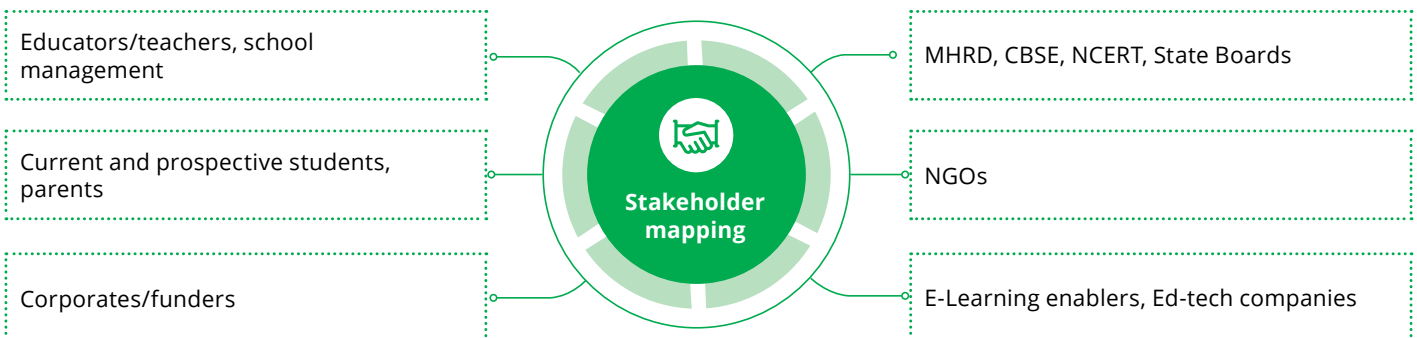 Educators/teachers, school
management
Current and prospective students,
parents
Corporates/funders
Stakeholder
mapping
MHRD, CBSE, NCERT, State Boards
NGOs
E-Learning enablers, Ed-tech companies